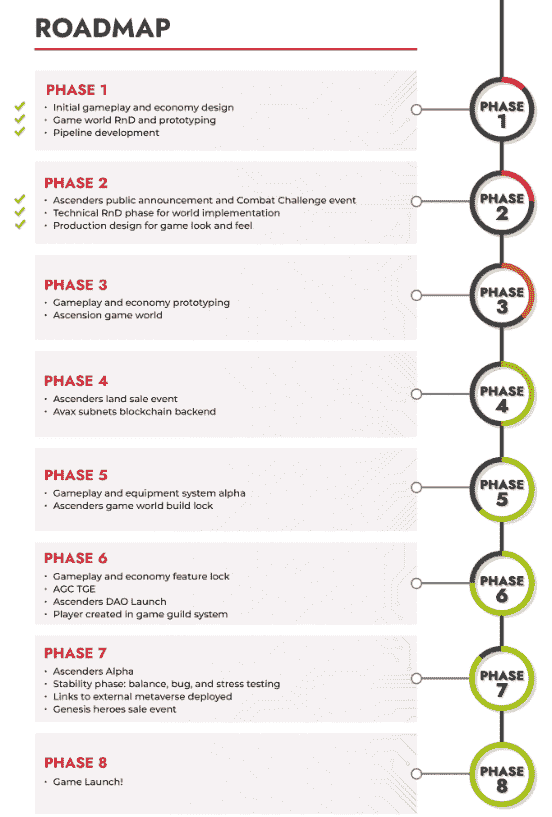 ROADMAP
PHASE 1
• Initial gameplay and economy design
• Game world RnD and prototyping
• Pipeline development
PHASE
1
PHASE 2
• Ascenders public announcement and Combat Challenge event
• Technical RnD phase for world implementation
• Production design for game look and feel
PHASE
2
PHASE 3
• Gameplay and economy prototyping
• Ascension game world
PHASE
3
PHASE 4
• Ascenders land sale event
• Avax subnets blockchain backend
PHASE
4
PHASE 5
• Gameplay and equipment system alpha
• Ascenders game world build lock
PHASE
5
PHASE 6
• Gameplay and economy feature lock
• AGC TGE
• Ascenders DAO Launch
• Player created in game guild system
PHASE
6
PHASE 7
• Ascenders Alpha
• Stability phase: balance, bug, and stress testing
• Links to external metaverse deployed
• Genesis heroes sale event
PHASE
7
PHASE 8
• Game Launch!
PHASE
8